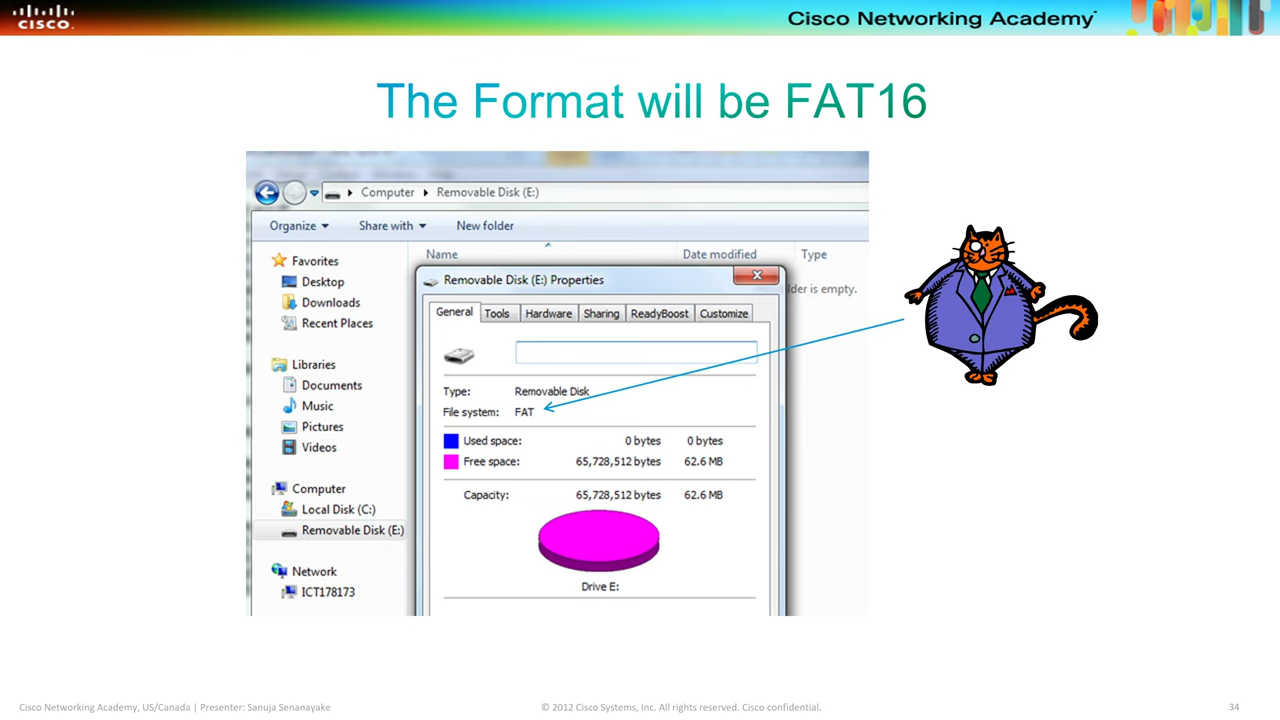 CISCO.
Cisco Networking Academy
The Format will be FAT16
Computer
Removable Disk (E:)
Organize
Share with
New folder
Name
Date modified
Type
Favorites
Desktop
Downloads
Recent Places
Libraries
Documents
Music
Pictures
Videos
Computer
Local Disk (C:)
Removable Disk (E:)
Network
ICT178173
lder is empty.
Removable Disk (E:) Properties
General
Tools
Hardware
Sharing
ReadyBoost
Customize
Type: Removable Disk
File system: FAT
Used space: 0 bytes 0 bytes
Free space: 65,728,512 bytes 62.6 MB
Capacity: 65,728,512 bytes 62.6 MB
Drive E:
Cisco Networking Academy, US/Canada | Presenter: Sanuja Senanayake
© 2012 Cisco Systems, Inc. All rights reserved. Cisco confidential.
34